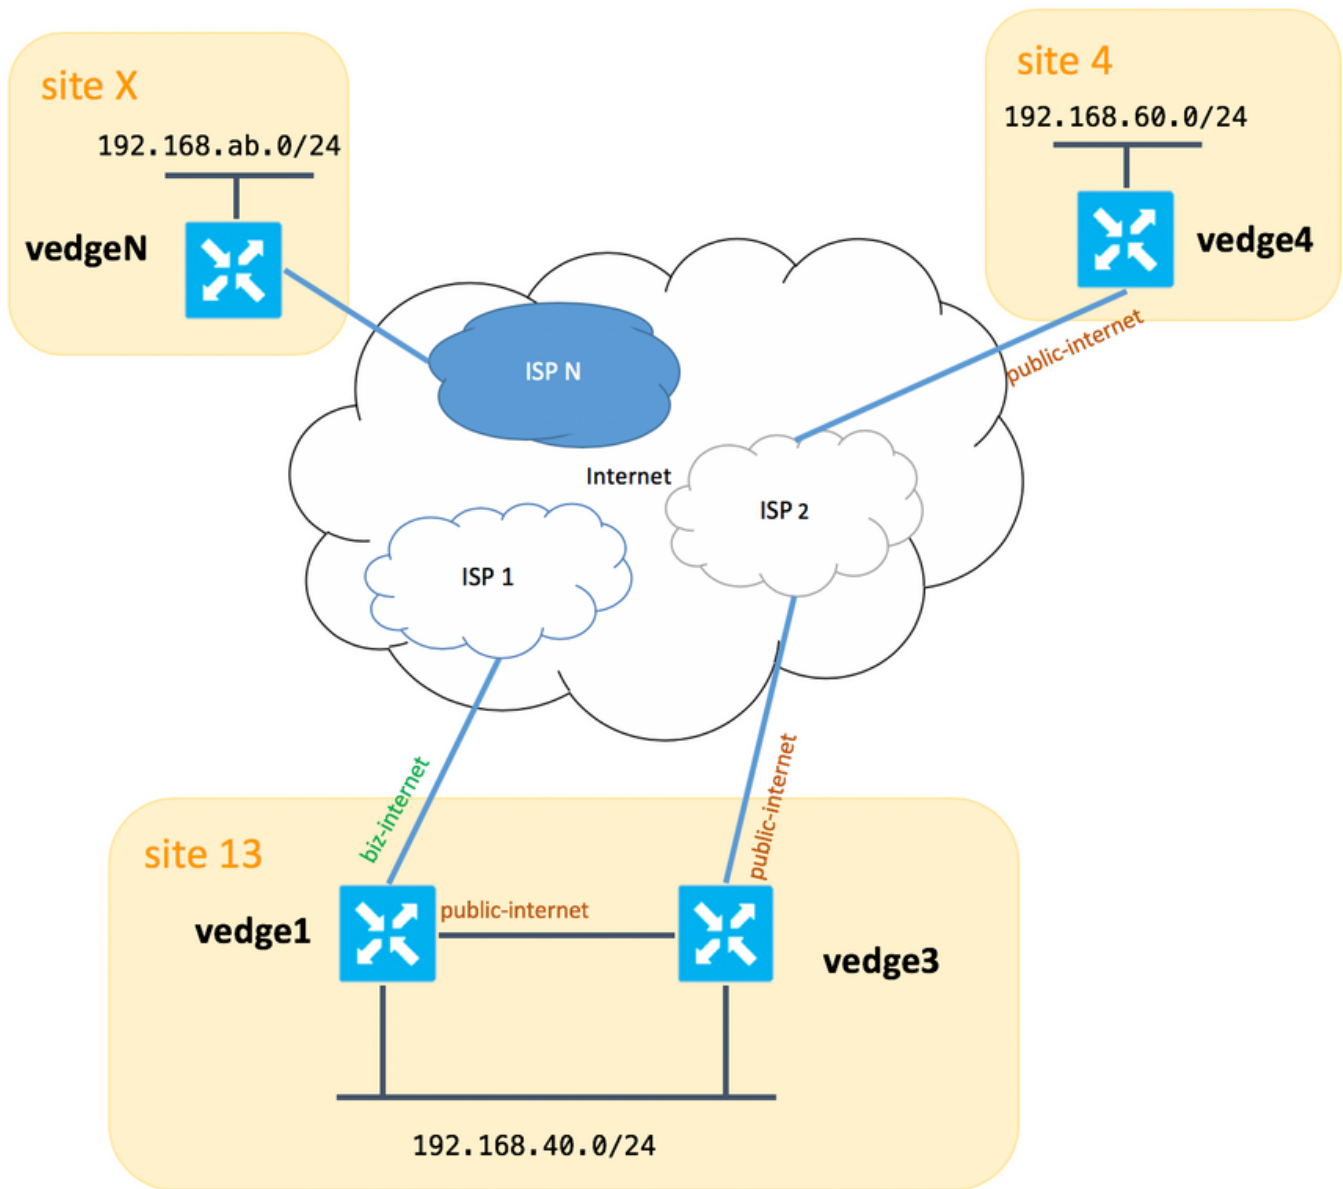 site X
192.168.ab.0/24
vedgeN
site 4
192.168.60.0/24
vedge4
public-internet
ISP N
Internet
ISP 2
ISP 1
biz-internet
public-internet
site 13
vedge1
public-internet
vedge3
192.168.40.0/24